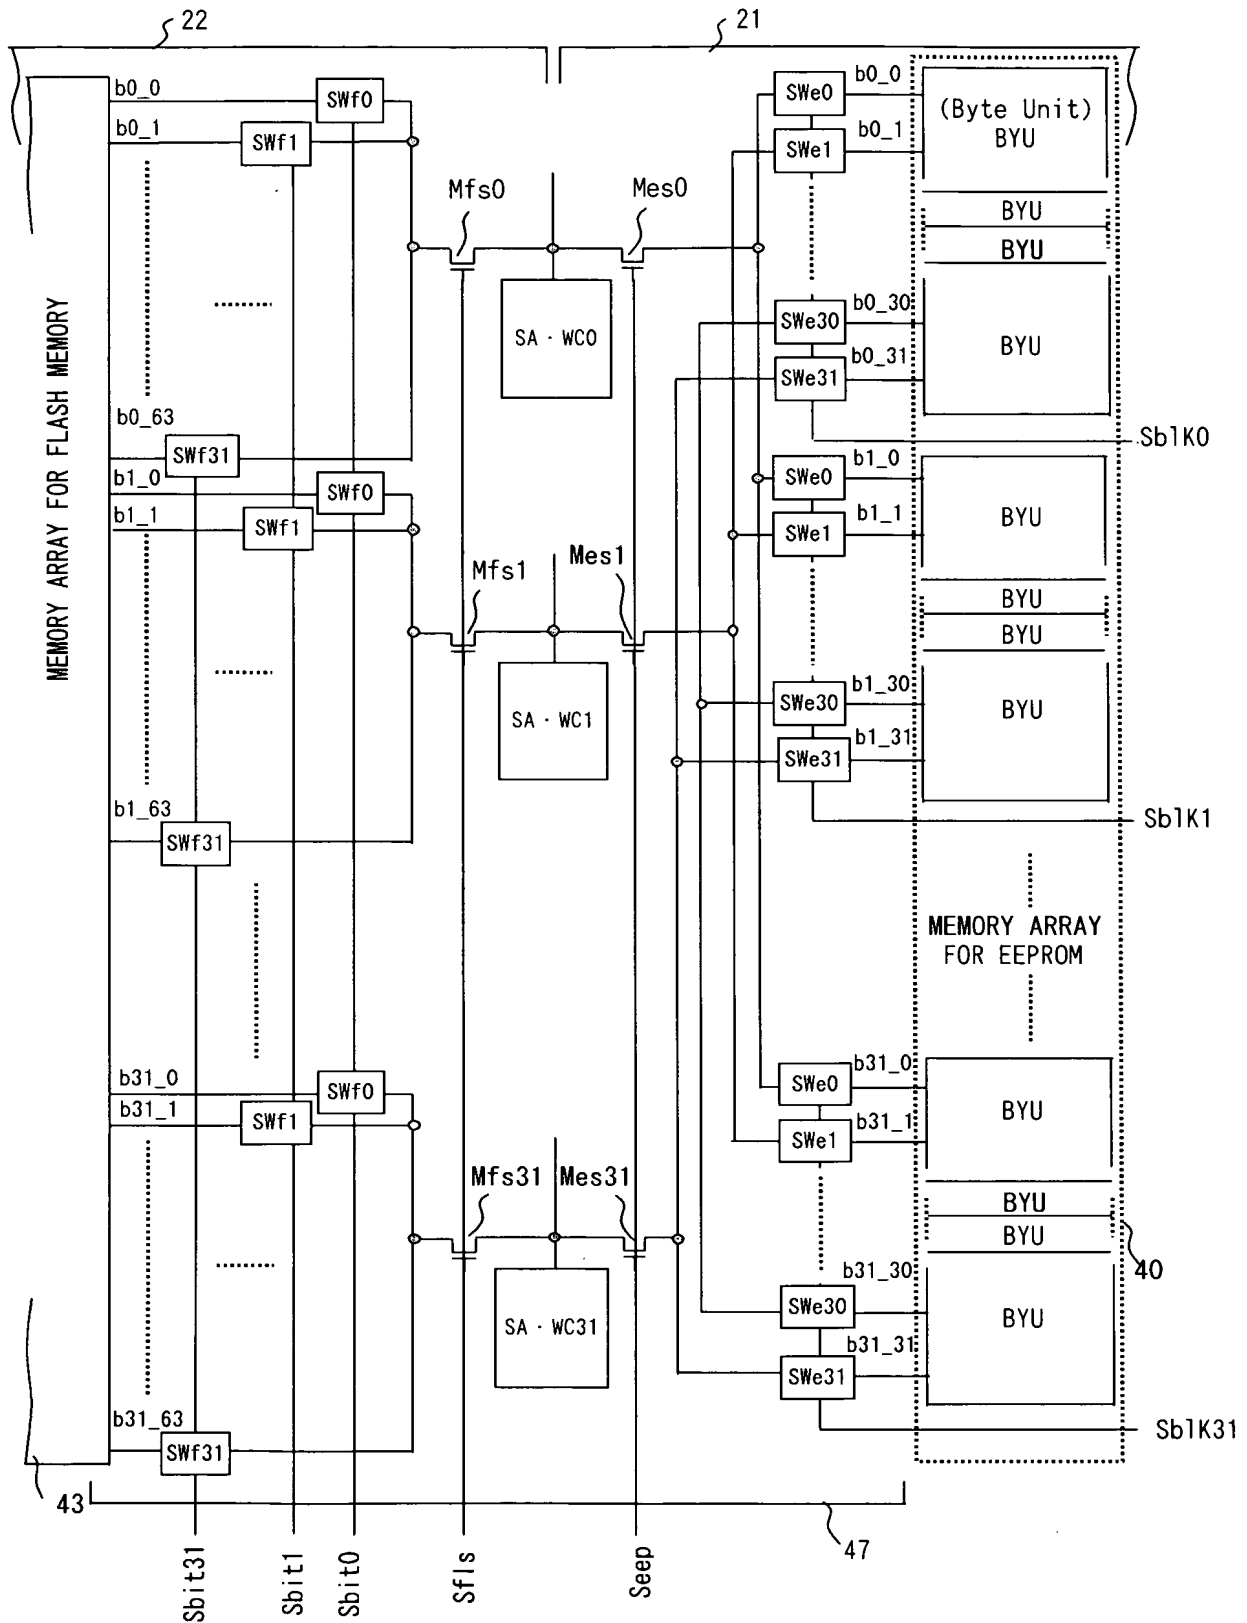 22
21
b0_0
SWf0
b0_1
SWf1
SWe0
b0_0
(Byte Unit)
BYU
SWe1
b0_1
Mfs0
Mes0
BYU
BYU
MEMORY ARRAY FOR FLASH MEMORY
SA · WC0
SWe30
b0_30
BYU
SWe31
b0_31
b0_63
SWf31
SblK0
b1_0
SWf0
b1_1
SWf1
SWe0
b1_0
BYU
SWe1
b1_1
Mfs1
Mes1
BYU
BYU
SA · WC1
SWe30
b1_30
BYU
SWe31
b1_31
b1_63
SWf31
SblK1
MEMORY ARRAY
FOR EEPROM
b31_0
SWf0
b31_1
SWf1
SWe0
b31_0
BYU
SWe1
b31_1
Mfs31
Mes31
BYU
BYU
40
SA · WC31
SWe30
b31_30
BYU
SWe31
b31_31
b31_63
SWf31
SblK31
43
47
Sbit31
Sbit1
Sbit0
Sfls
Seep